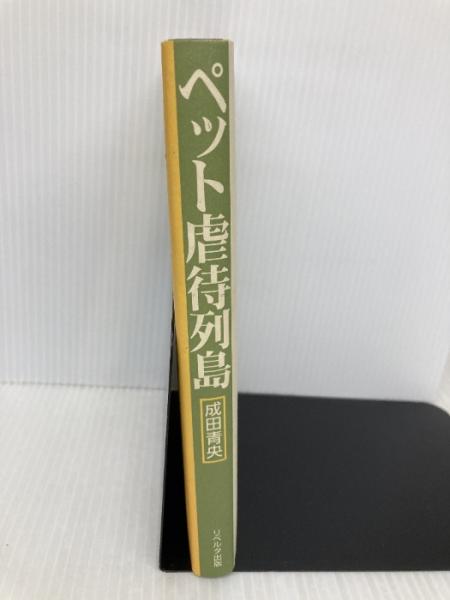 ペット虐待列島
成田青央
リベルタ出版